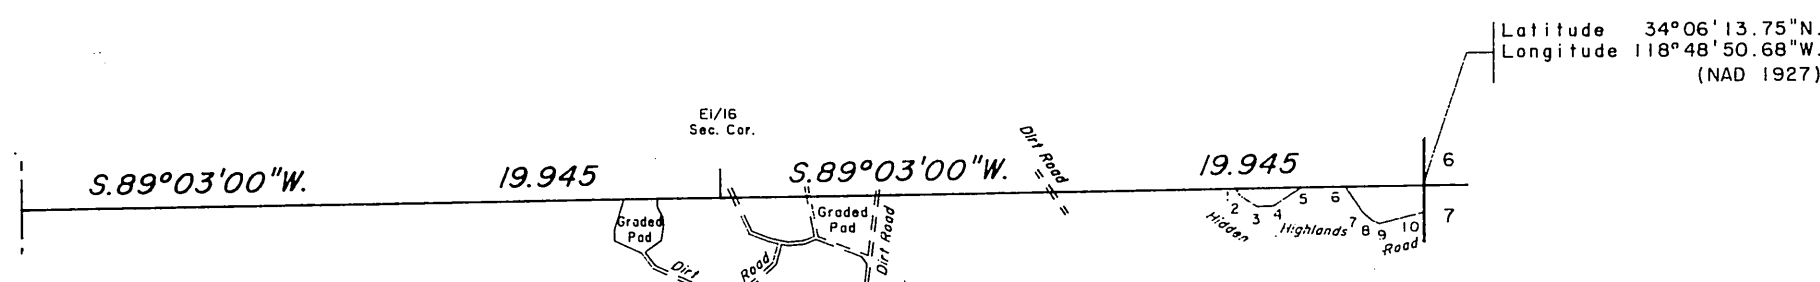 Latitude 34°06'13.75"N.
Longitude 118°48'50.68"W.
(NAD 1927)
E1/16
Sec. Cor.
Dirt Road
S.89°03'00"W.
19.945
S.89°03'00"W.
19.945
6
7
Graded
Pad
Graded
Pad
Dirt Road
Dirt
Road
2
3
4
5
6
7
8
9
10
Hidden
Highlands
Road